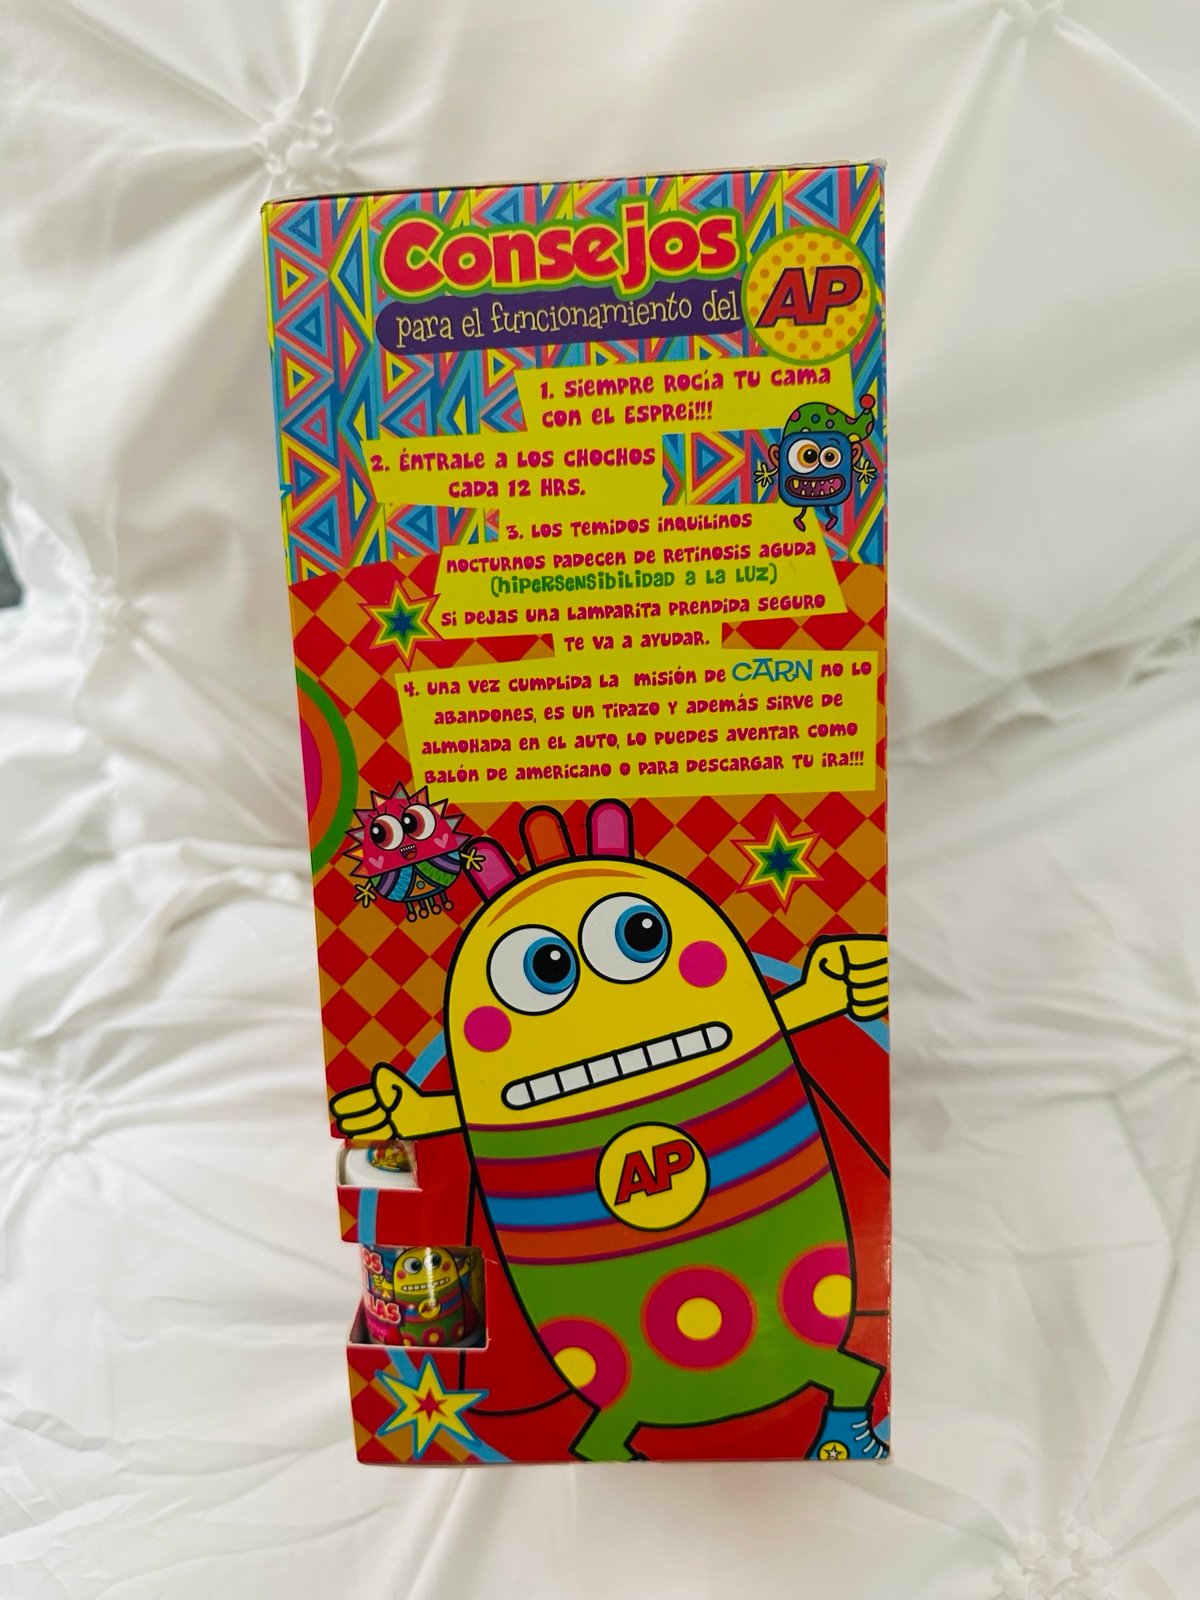 Consejos
para el funcionamiento del
AP
1. Siempre rocía tu cama
con el esprei!!!
2. Éntrale a los chochos
cada 12 hrs.
3. Los temidos inquilinos
nocturnos padecen de retinosis aguda
(hipersensibilidad a la luz)
si dejas una lamparita prendida seguro
te va a ayudar.
4. una vez cumplida la misión de CARN no lo
abandones, es un tipazo y además sirve de
almohada en el auto, lo puedes aventar como
balón de americano o para descargar tu ira!!!
AP